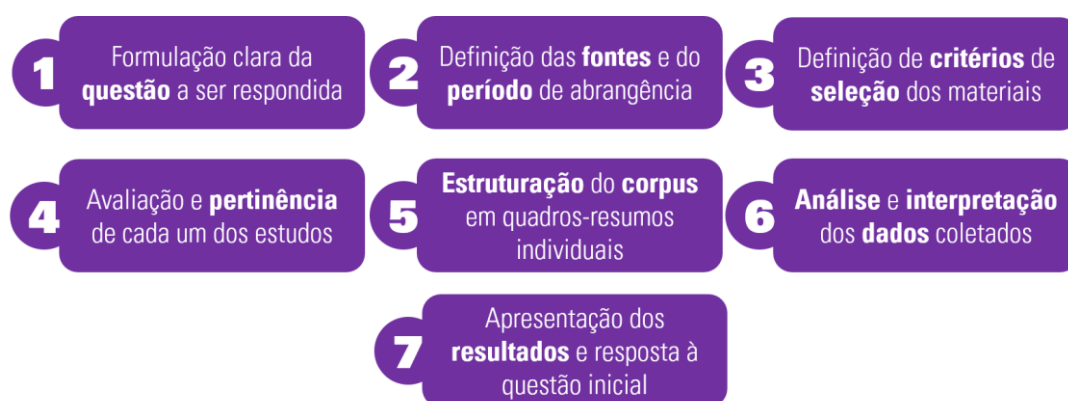 1
Formulação clara da
questão a ser respondida
2
Definição das fontes e do
período de abrangência
3
Definição de critérios de
seleção dos materiais
4
Avaliação e pertinência
de cada um dos estudos
5
Estruturação do corpus
em quadros-resumos
individuais
6
Análise e interpretação
dos dados coletados
7
Apresentação dos
resultados e resposta à
questão inicial